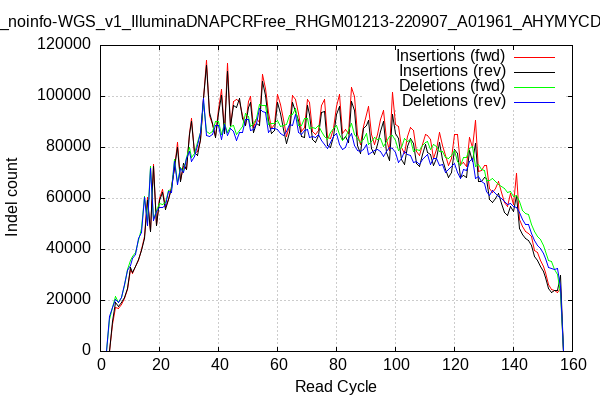 _noinfo-WGS_v1_IlluminaDNAPCRFree_RHGM01213-220907_A01961_AHYMYCD
120000
100000
80000
60000
40000
20000
0
Indel count
Insertions (fwd)
Insertions (rev)
Deletions (fwd)
Deletions (rev)
0 20 40 60 80 100 120 140 160
Read Cycle